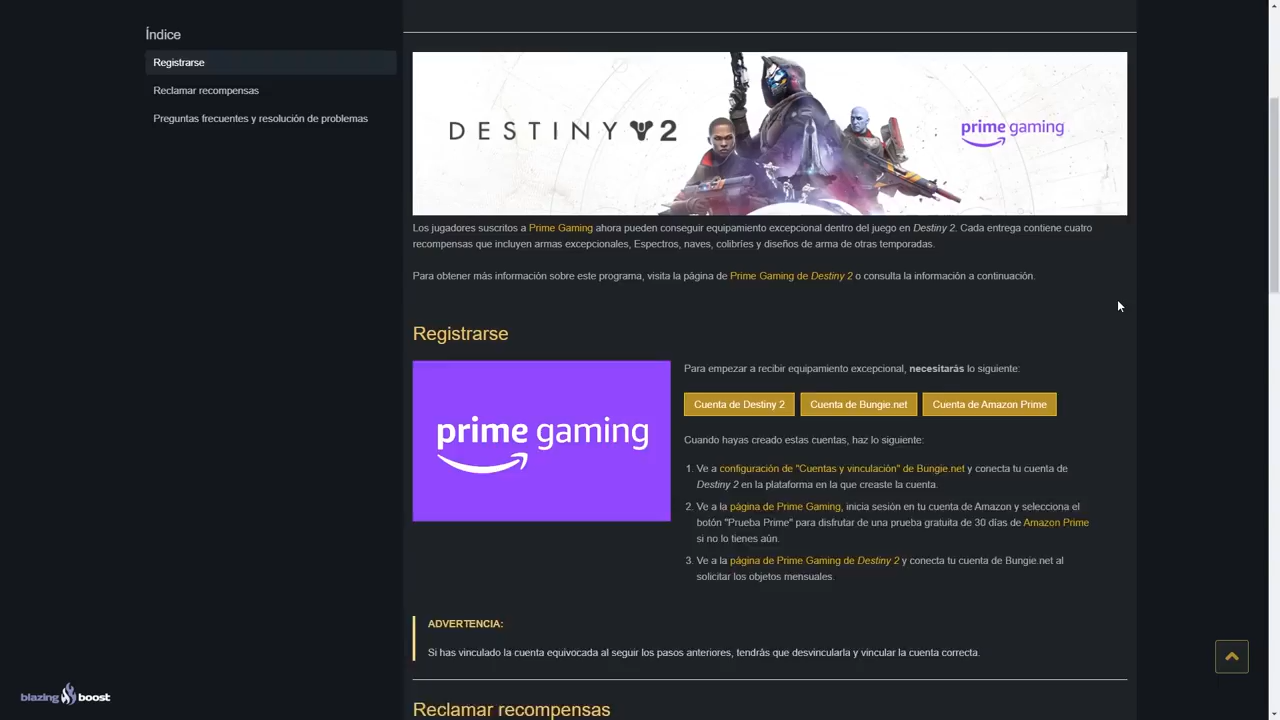 Índice
Registrarse
Reclamar recompensas
Preguntas frecuentes y resolución de problemas
DESTINY 2
prime gaming
Los jugadores suscritos a Prime Gaming ahora pueden conseguir equipamiento excepcional dentro del juego en Destiny 2. Cada entrega contiene cuatro
recompensas que incluyen armas excepcionales, Espectros, naves, colibríes y diseños de arma de otras temporadas.
Para obtener más información sobre este programa, visita la página de Prime Gaming de Destiny 2 o consulta la información a continuación.
Registrarse
prime gaming
Para empezar a recibir equipamiento excepcional, necesitarás lo siguiente:
Cuenta de Destiny 2 Cuenta de Bungie.net Cuenta de Amazon Prime
Cuando hayas creado estas cuentas, haz lo siguiente:
1. Ve a configuración de "Cuentas y vinculación" de Bungie.net y conecta tu cuenta de
Destiny 2 en la plataforma en la que creaste la cuenta.
2. Ve a la página de Prime Gaming, inicia sesión en tu cuenta de Amazon y selecciona el
botón "Prueba Prime" para disfrutar de una prueba gratuita de 30 días de Amazon Prime
si no lo tienes aún.
3. Ve a la página de Prime Gaming de Destiny 2 y conecta tu cuenta de Bungie.net al
solicitar los objetos mensuales.
ADVERTENCIA:
Si has vinculado la cuenta equivocada al seguir los pasos anteriores, tendrás que desvincularla y vincular la cuenta correcta.
Reclamar recompensas
blazing boost